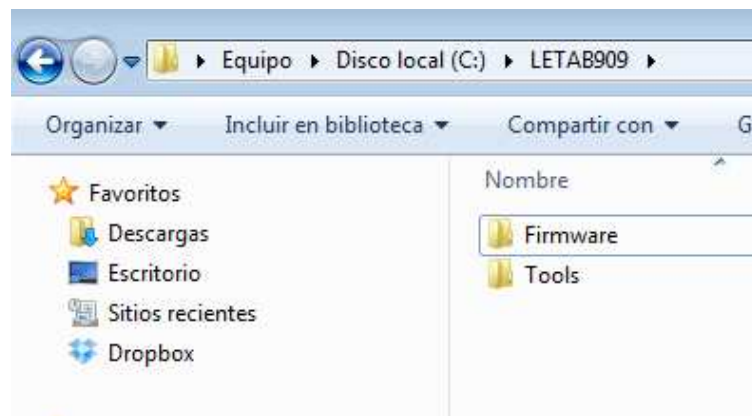 Equipo Disco local (C:) LETAB909
Organizar Incluir en biblioteca Compartir con G
Favoritos
Descargas
Escritorio
Sitios recientes
Dropbox
Nombre
Firmware
Tools